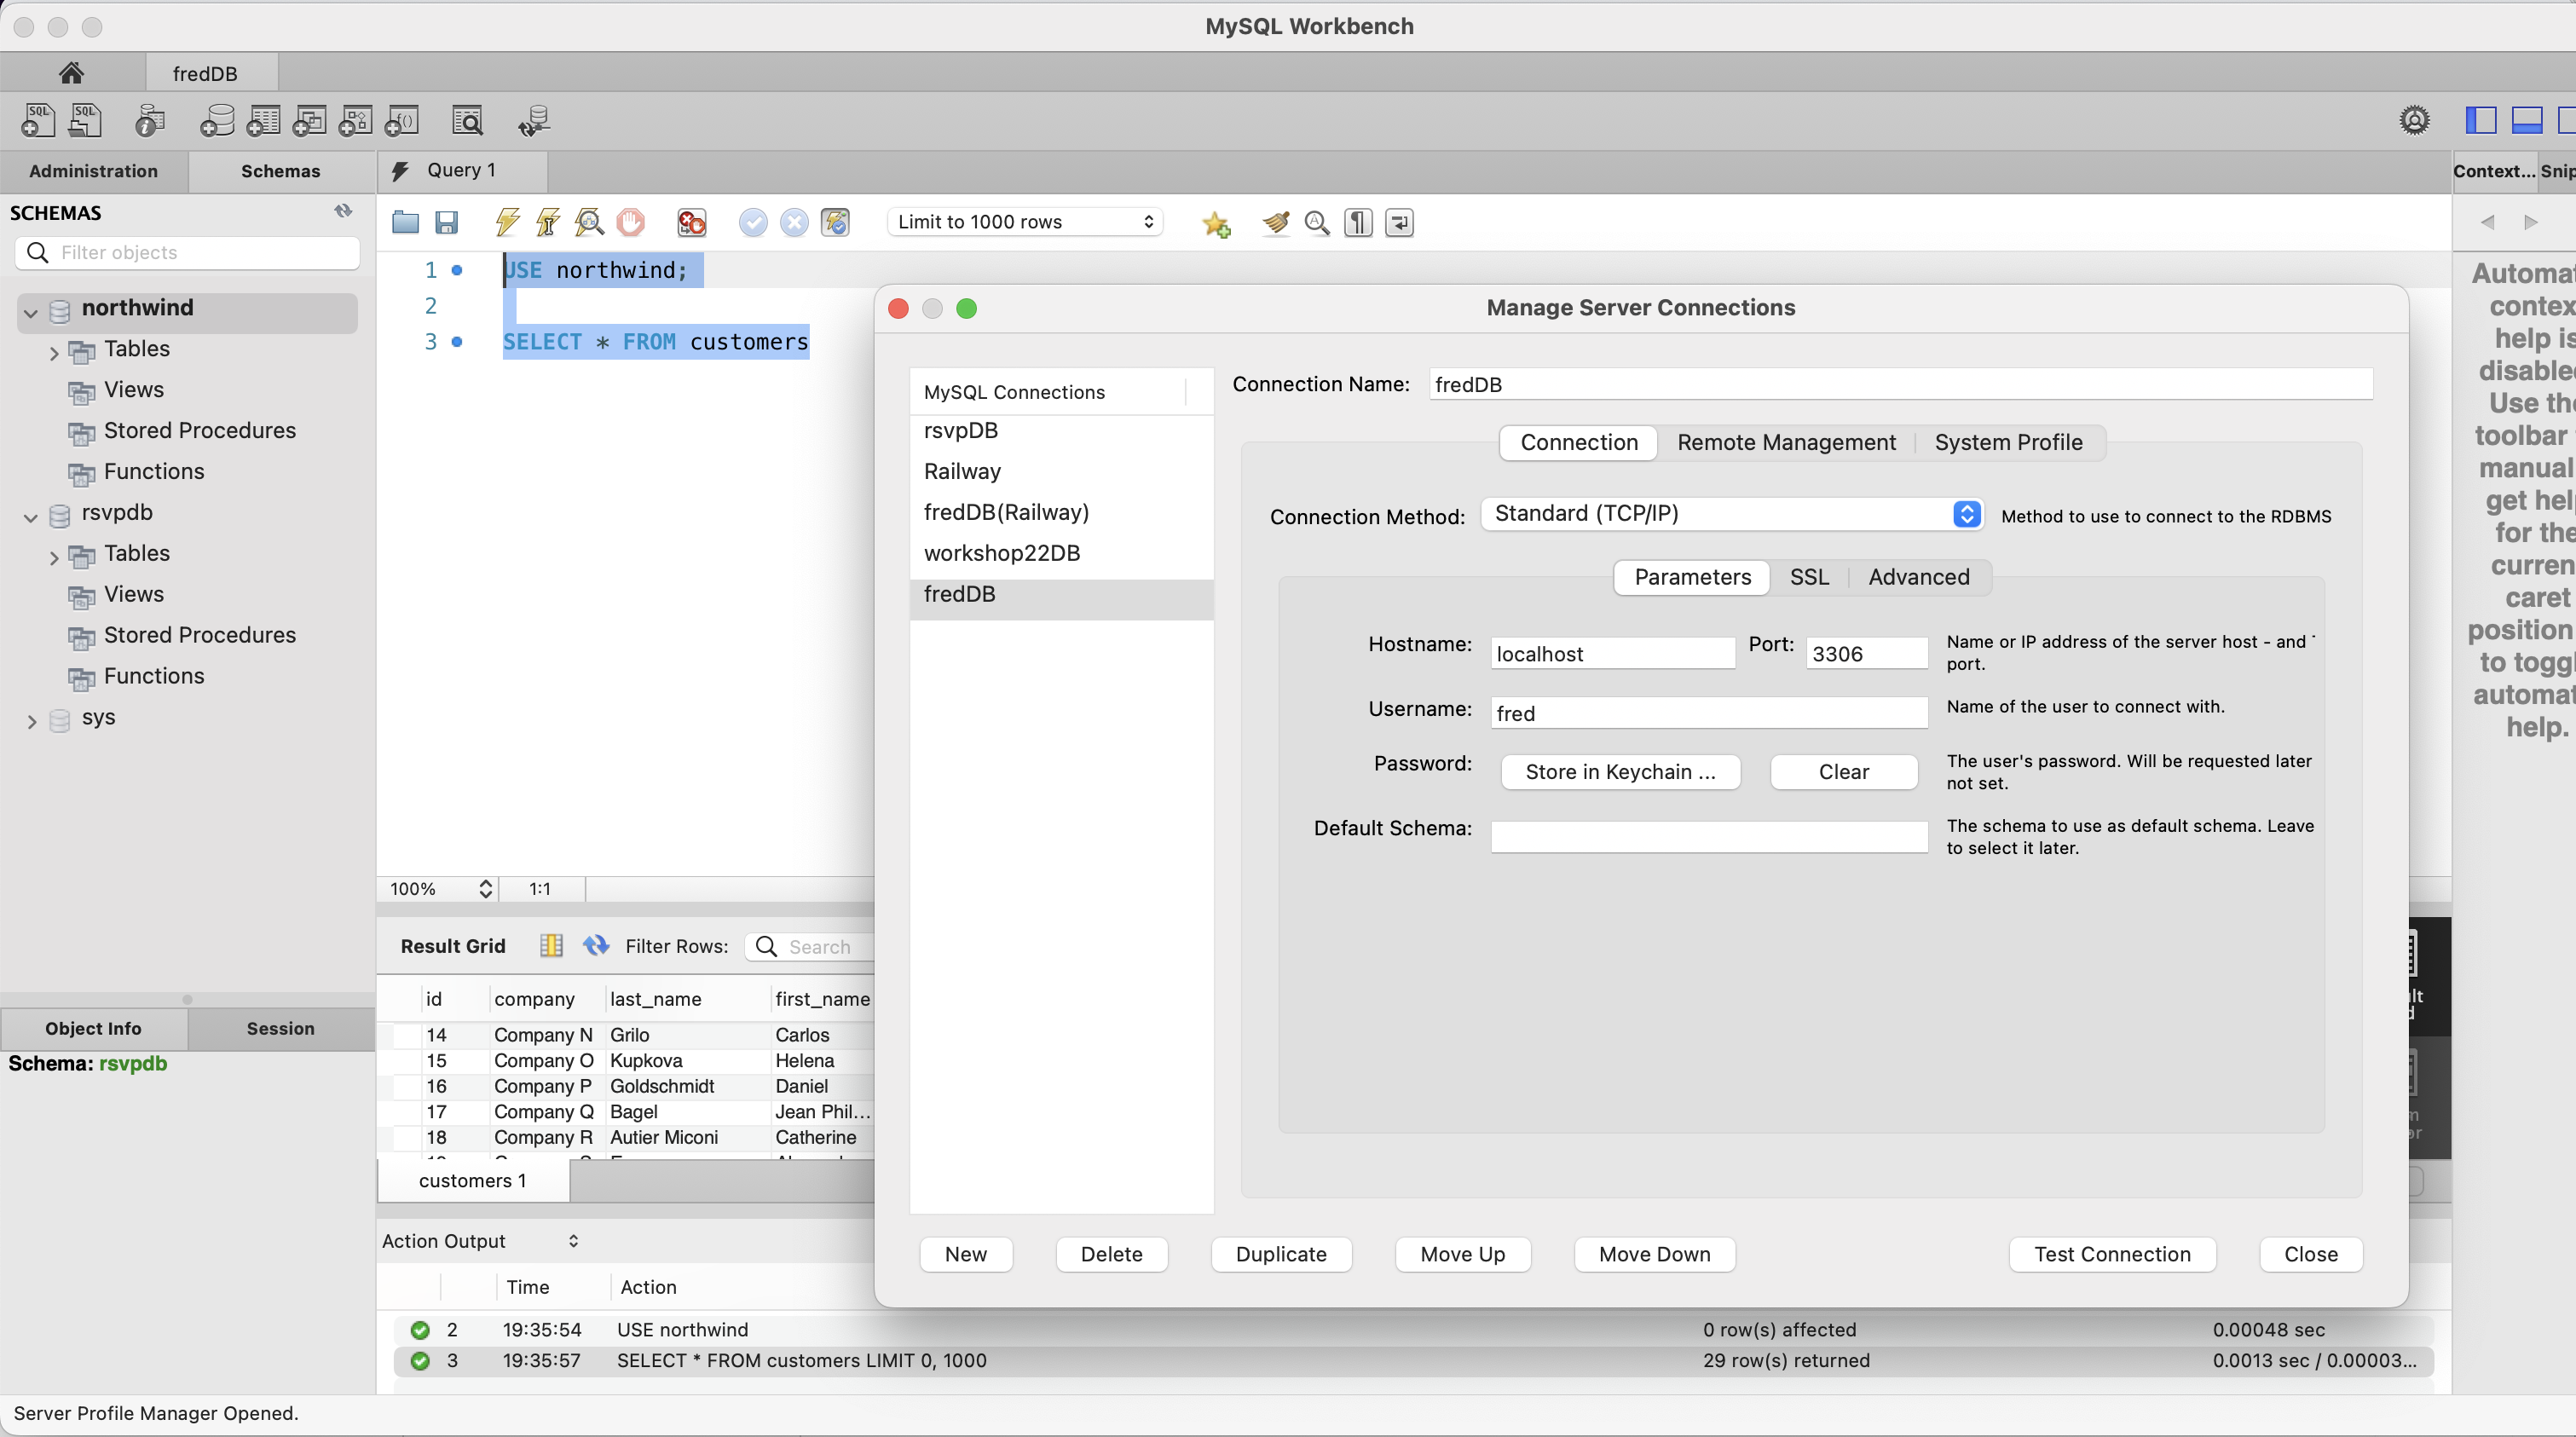 MySQL Workbench
fredDB
Administration
Schemas
Query 1
Context...
SCHEMAS
Limit to 1000 rows
Filter objects
northwind
Tables
Views
Stored Procedures
Functions
rsvpdb
Tables
Views
Stored Procedures
Functions
sys
1 USE northwind;
2
3 SELECT * FROM customers
100% 1:1
Manage Server Connections
MySQL Connections
rsvpDB
Railway
fredDB(Railway)
workshop22DB
fredDB
Connection Name: fredDB
Connection Remote Management System Profile
Connection Method: Standard (TCP/IP) Method to use to connect to the RDBMS
Parameters SSL Advanced
Hostname: localhost Port: 3306 Name or IP address of the server host - and
port.
Username: fred Name of the user to connect with.
Password: Store in Keychain ... Clear The user's password. Will be requested later
not set.
Default Schema: The schema to use as default schema. Leave
to select it later.
New Delete Duplicate Move Up Move Down Test Connection Close
contex
help is
Use
toolbar
manual
get
for
caret
position
to
help.
Result Grid Filter Rows: Search
id company last_name first_name
14 Company N Grilo Carlos
15 Company O Kupkova Helena
16 Company P Goldschmidt Daniel
17 Company Q Bagel Jean Phil...
18 Company R Autier Miconi Catherine
customers 1
Object Info Session
Schema: rsvpdb
Action Output
Time Action
2 19:35:54 USE northwind 0 row(s) affected 0.00048 sec
3 19:35:57 SELECT * FROM customers LIMIT 0, 1000 29 row(s) returned 0.0013 sec / 0.00003...
Server Profile Manager Opened.